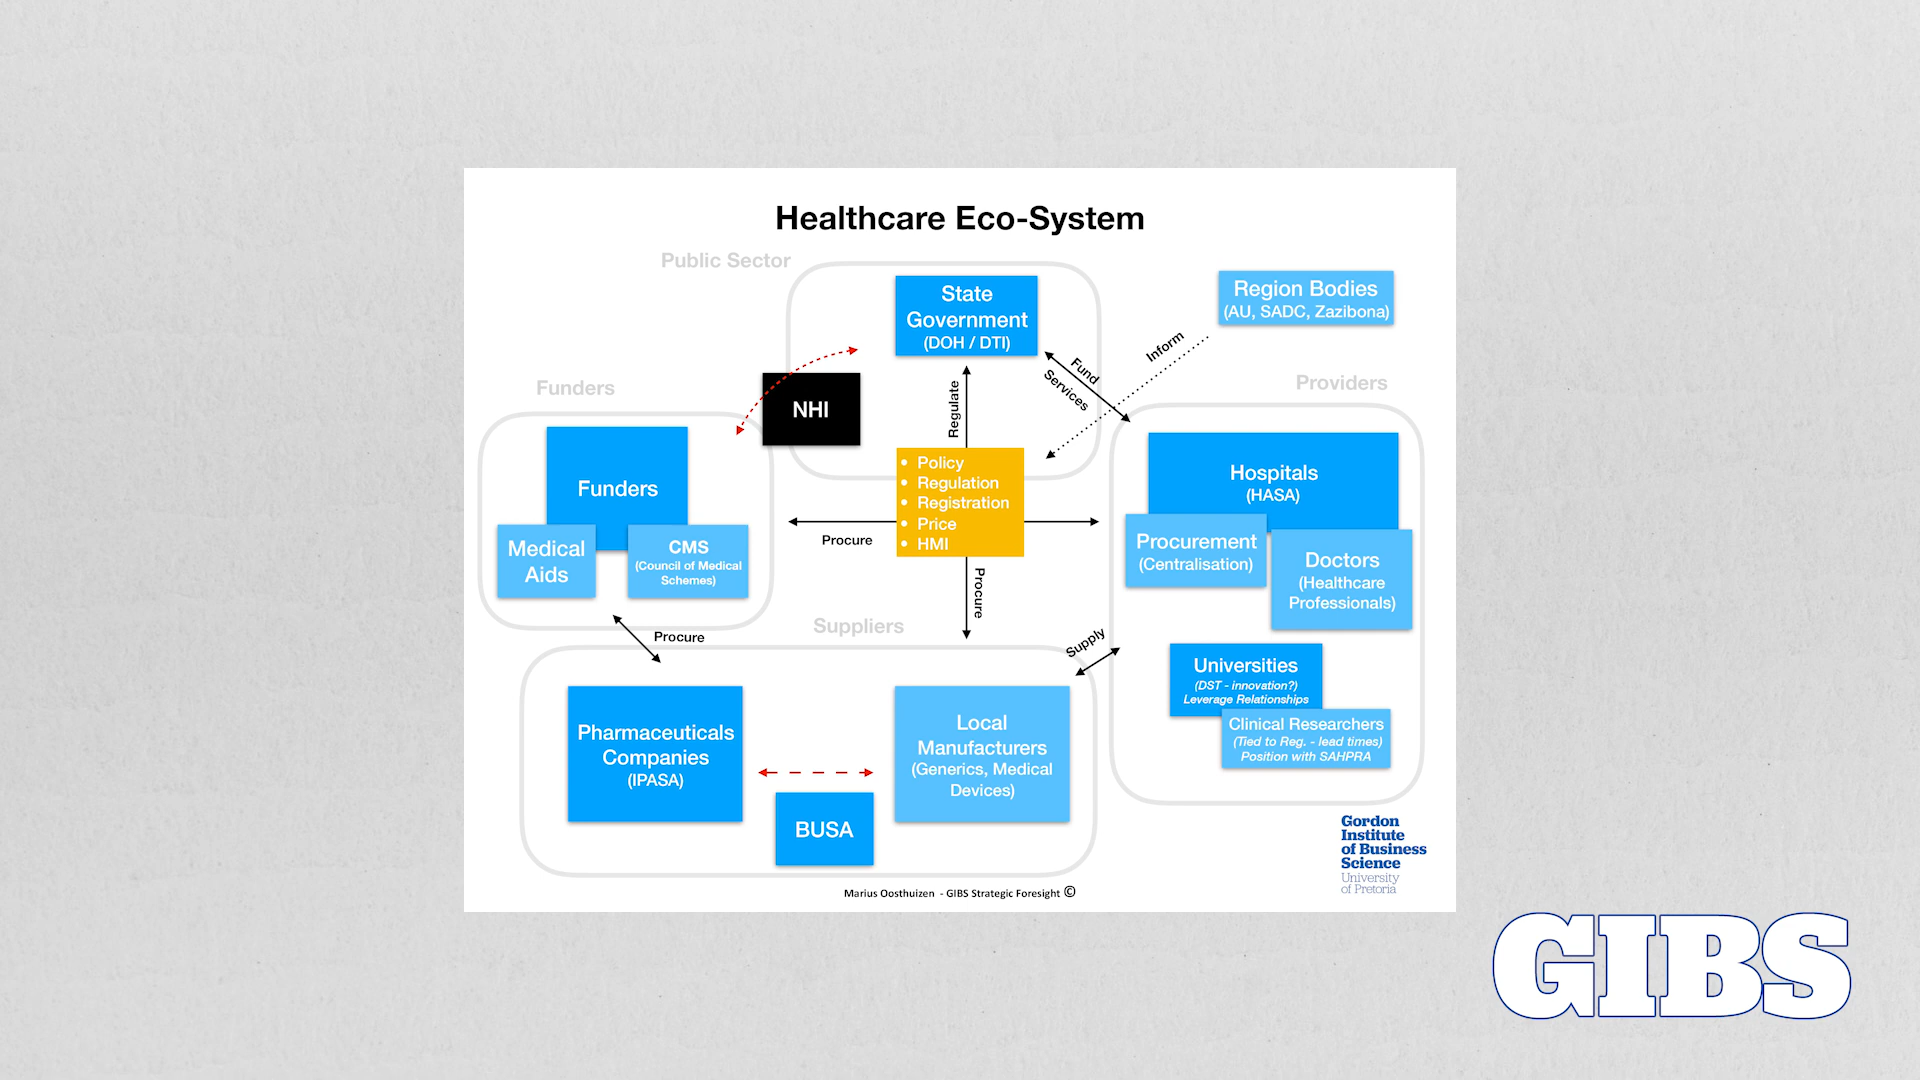 Healthcare Eco-System
Public Sector
State
Government
(DOH / DTI)
Region Bodies
(AU, SADC, Zazibona)
Inform
Fund
Services
Regulate
NHI
Funders
Providers
Funders
Medical
Aids
CMS
(Council of Medical
Schemes)
• Policy
• Regulation
• Registration
• Price
• HMI
Procure
Procure
Hospitals
(HASA)
Procurement
(Centralisation)
Doctors
(Healthcare
Professionals)
Procure
Suppliers
Supply
Universities
(DST - innovation?)
Leverage Relationships
Clinical Researchers
(Tied to Reg. - lead times)
Position with SAHPRA
Pharmaceuticals
Companies
(IPASA)
BUSA
Local
Manufacturers
(Generics, Medical
Devices)
Gordon
Institute
of Business
Science
University
of Pretoria
Marius Oosthuizen - GIBS Strategic Foresight ©
GIBS